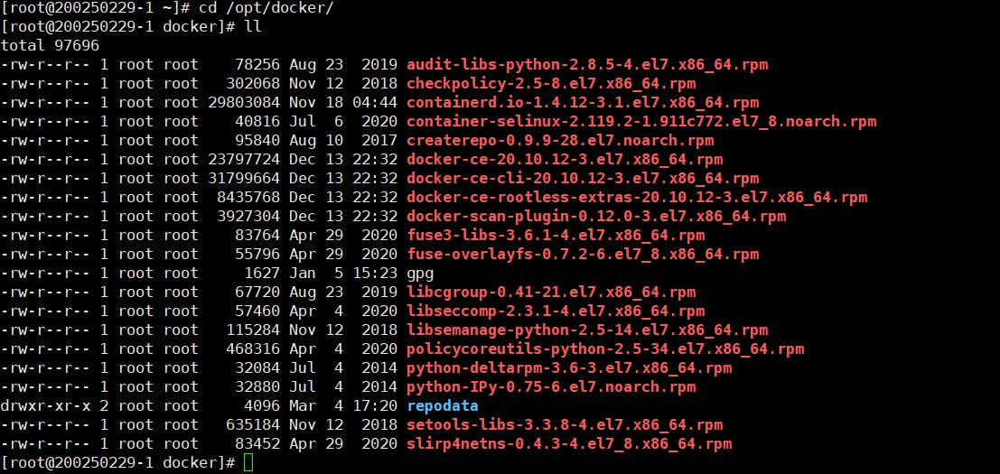 [root@200250229-1 ~]# cd /opt/docker/
[root@200250229-1 docker]# ll
total 97696
-rw-r--r-- 1 root root    78256 Aug 23  2019 audit-libs-python-2.8.5-4.el7.x86_64.rpm
-rw-r--r-- 1 root root   302068 Nov 12  2018 checkpolicy-2.5-8.el7.x86_64.rpm
-rw-r--r-- 1 root root 29803084 Nov 18 04:44 containerd.io-1.4.12-3.1.el7.x86_64.rpm
-rw-r--r-- 1 root root    40816 Jul  6  2020 container-selinux-2.119.2-1.911c772.el7_8.noarch.rpm
-rw-r--r-- 1 root root    95840 Aug 10  2017 createrepo-0.9.9-28.el7.noarch.rpm
-rw-r--r-- 1 root root 23797724 Dec 13 22:32 docker-ce-20.10.12-3.el7.x86_64.rpm
-rw-r--r-- 1 root root 31799664 Dec 13 22:32 docker-ce-cli-20.10.12-3.el7.x86_64.rpm
-rw-r--r-- 1 root root  8435768 Dec 13 22:32 docker-ce-rootless-extras-20.10.12-3.el7.x86_64.rpm
-rw-r--r-- 1 root root  3927304 Dec 13 22:32 docker-scan-plugin-0.12.0-3.el7.x86_64.rpm
-rw-r--r-- 1 root root    83764 Apr 29  2020 fuse3-libs-3.6.1-4.el7.x86_64.rpm
-rw-r--r-- 1 root root    55796 Apr 29  2020 fuse-overlayfs-0.7.2-6.el7_8.x86_64.rpm
-rw-r--r-- 1 root root     1627 Jan  5 15:23 gpg
-rw-r--r-- 1 root root    67720 Aug 23  2019 libcgroup-0.41-21.el7.x86_64.rpm
-rw-r--r-- 1 root root    57460 Apr  4  2020 libseccomp-2.3.1-4.el7.x86_64.rpm
-rw-r--r-- 1 root root   115284 Nov 12  2018 libsemanage-python-2.5-14.el7.x86_64.rpm
-rw-r--r-- 1 root root   468316 Apr  4  2020 policycoreutils-python-2.5-34.el7.x86_64.rpm
-rw-r--r-- 1 root root    32084 Jul  4  2014 python-deltarpm-3.6-3.el7.x86_64.rpm
-rw-r--r-- 1 root root    32880 Jul  4  2014 python-IPy-0.75-6.el7.noarch.rpm
drwxr-xr-x 2 root root     4096 Mar  4 17:20 repodata
-rw-r--r-- 1 root root   635184 Nov 12  2018 setools-libs-3.3.8-4.el7.x86_64.rpm
-rw-r--r-- 1 root root    83452 Apr 29  2020 slirp4netns-0.4.3-4.el7_8.x86_64.rpm
[root@200250229-1 docker]#